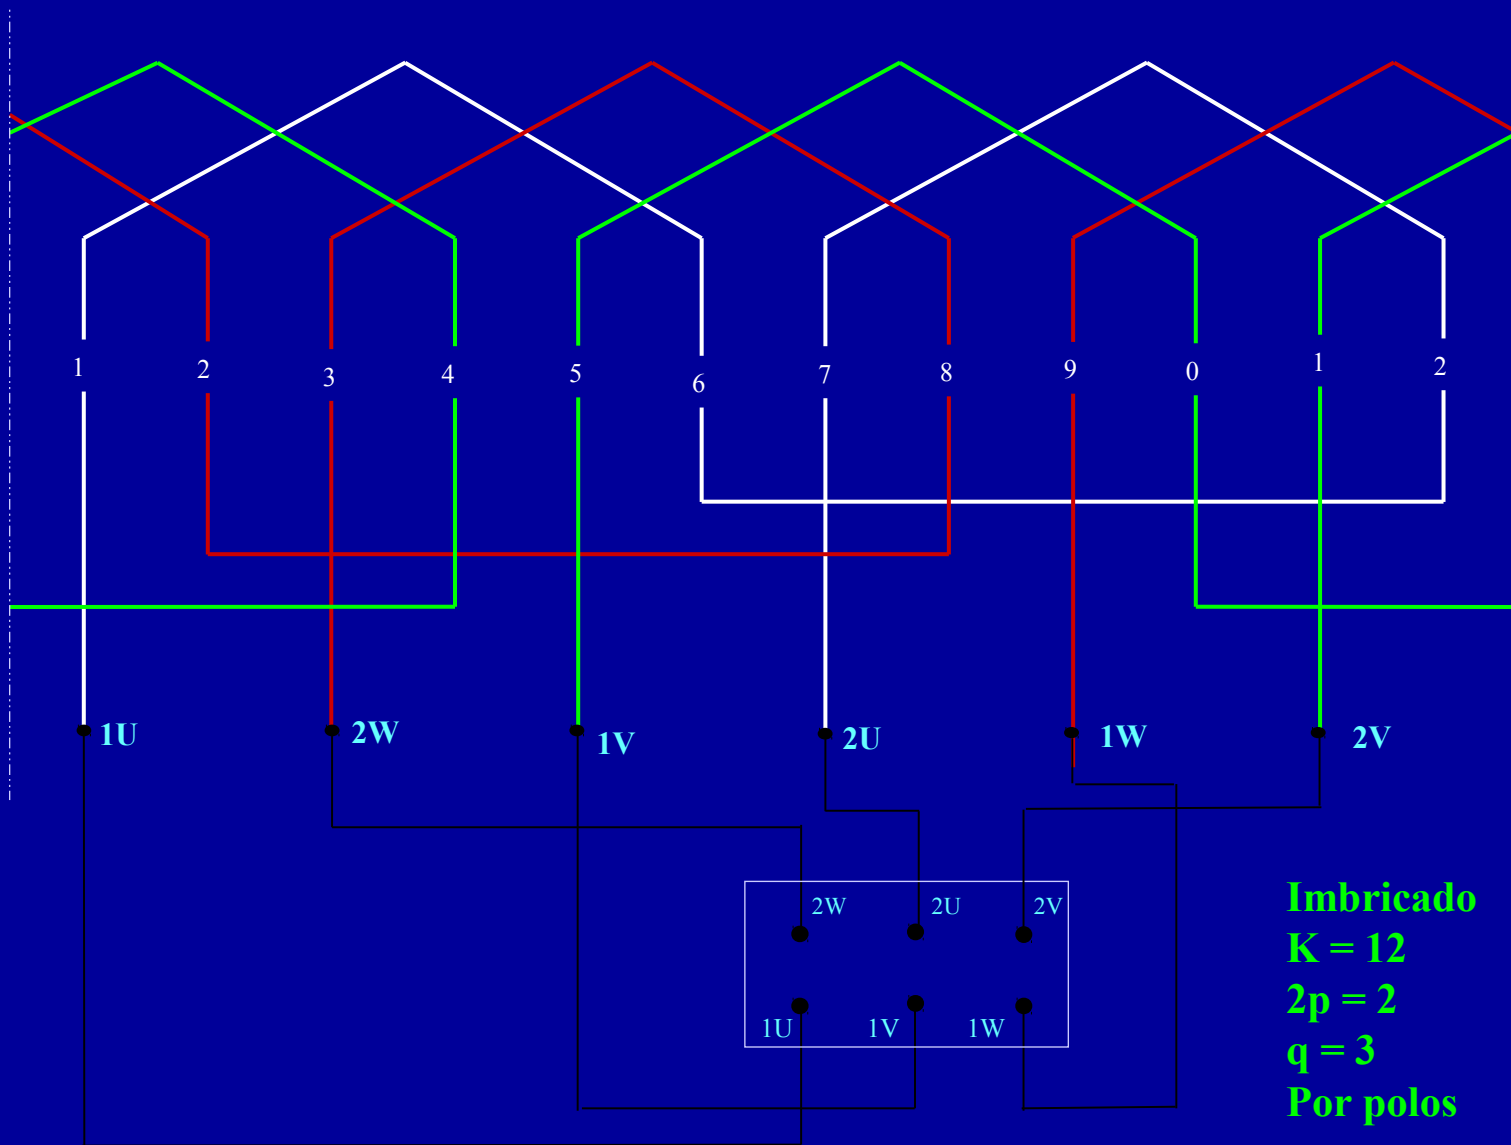 1 2 3 4 5 6 7 8 9 0 1 2
1U 2W 1V 2U 1W 2V
2W 2U 2V
1U 1V 1W
Imbricado
K = 12
2p = 2
q = 3
Por polos